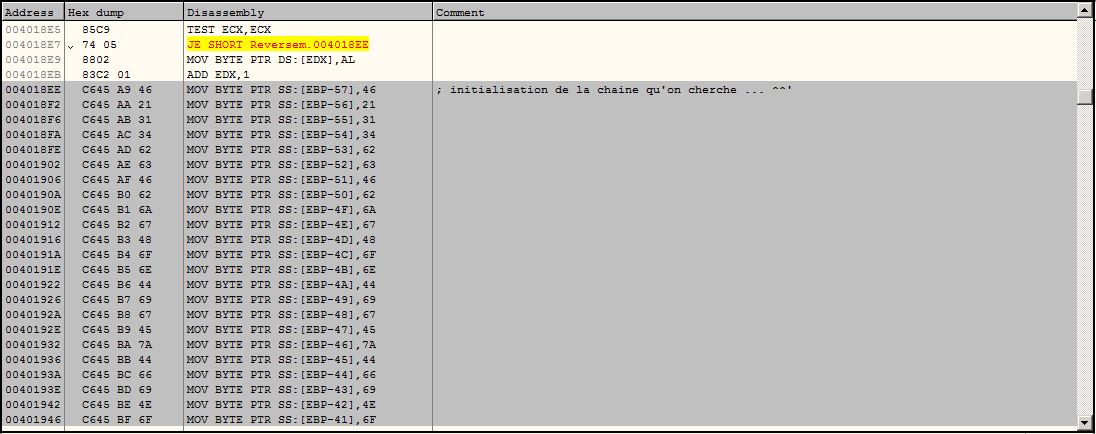 Address Hex dump Disassembly Comment
004018E5 85C9 TEST ECX,ECX
004018E7 74 05 JE SHORT Reversem.004018EE
004018E9 8802 MOV BYTE PTR DS:[EDX],AL
004018EB 83C2 01 ADD EDX,1
004018EE C645 A9 46 MOV BYTE PTR SS:[EBP-57],46 ; initialisation de la chaine qu'on cherche ... ^^'
004018F2 C645 AA 21 MOV BYTE PTR SS:[EBP-56],21
004018F6 C645 AB 31 MOV BYTE PTR SS:[EBP-55],31
004018FA C645 AC 34 MOV BYTE PTR SS:[EBP-54],34
004018FE C645 AD 62 MOV BYTE PTR SS:[EBP-53],62
00401902 C645 AE 63 MOV BYTE PTR SS:[EBP-52],63
00401906 C645 AF 46 MOV BYTE PTR SS:[EBP-51],46
0040190A C645 B0 62 MOV BYTE PTR SS:[EBP-50],62
0040190E C645 B1 6A MOV BYTE PTR SS:[EBP-4F],6A
00401912 C645 B2 67 MOV BYTE PTR SS:[EBP-4E],67
00401916 C645 B3 48 MOV BYTE PTR SS:[EBP-4D],48
0040191A C645 B4 6F MOV BYTE PTR SS:[EBP-4C],6F
0040191E C645 B5 6E MOV BYTE PTR SS:[EBP-4B],6E
00401922 C645 B6 44 MOV BYTE PTR SS:[EBP-4A],44
00401926 C645 B7 69 MOV BYTE PTR SS:[EBP-49],69
0040192A C645 B8 67 MOV BYTE PTR SS:[EBP-48],67
0040192E C645 B9 45 MOV BYTE PTR SS:[EBP-47],45
00401932 C645 BA 7A MOV BYTE PTR SS:[EBP-46],7A
00401936 C645 BB 44 MOV BYTE PTR SS:[EBP-45],44
0040193A C645 BC 66 MOV BYTE PTR SS:[EBP-44],66
0040193E C645 BD 69 MOV BYTE PTR SS:[EBP-43],69
00401942 C645 BE 4E MOV BYTE PTR SS:[EBP-42],4E
00401946 C645 BF 6F MOV BYTE PTR SS:[EBP-41],6F